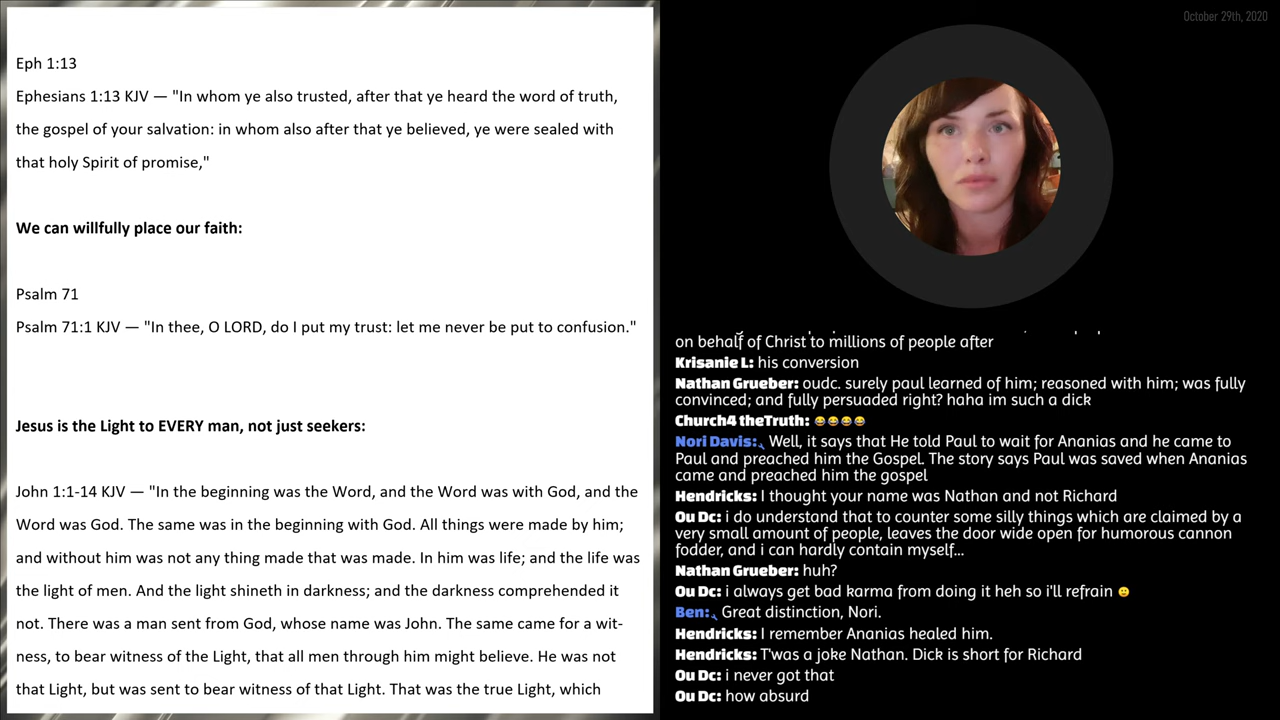 Eph 1:13
Ephesians 1:13 KJV — "In whom ye also trusted, after that ye heard the word of truth,
the gospel of your salvation: in whom also after that ye believed, ye were sealed with
that holy Spirit of promise,"
We can willfully place our faith:
Psalm 71
Psalm 71:1 KJV — "In thee, O LORD, do I put my trust: let me never be put to confusion."
Jesus is the Light to EVERY man, not just seekers:
John 1:1-14 KJV — "In the beginning was the Word, and the Word was with God, and the
Word was God. The same was in the beginning with God. All things were made by him;
and without him was not any thing made that was made. In him was life; and the life was
the light of men. And the light shineth in darkness; and the darkness comprehended it
not. There was a man sent from God, whose name was John. The same came for a wit-
ness, to bear witness of the Light, that all men through him might believe. He was not
that Light, but was sent to bear witness of that Light. That was the true Light, which
October 29th, 2020
on behalf of Christ to millions of people after
Krisanie L: his conversion
Nathan Grueber: oudc. surely paul learned of him; reasoned with him; was fully
convinced; and fully persuaded right? haha im such a dick
Church4 theTruth: 😂😂😂😂
Nori Davis: Well, it says that He told Paul to wait for Ananias and he came to
Paul and preached him the Gospel. The story says Paul was saved when Ananias
came and preached him the gospel
Hendricks: I thought your name was Nathan and not Richard
Ou Dc: i do understand that to counter some silly things which are claimed by a
very small amount of people, leaves the door wide open for humorous cannon
fodder, and i can hardly contain myself...
Nathan Grueber: huh?
Ou Dc: i always get bad karma from doing it heh so i'll refrain 🙂
Ben: Great distinction, Nori.
Hendricks: I remember Ananias healed him.
Hendricks: T'was a joke Nathan. Dick is short for Richard
Ou Dc: i never got that
Ou Dc: how absurd